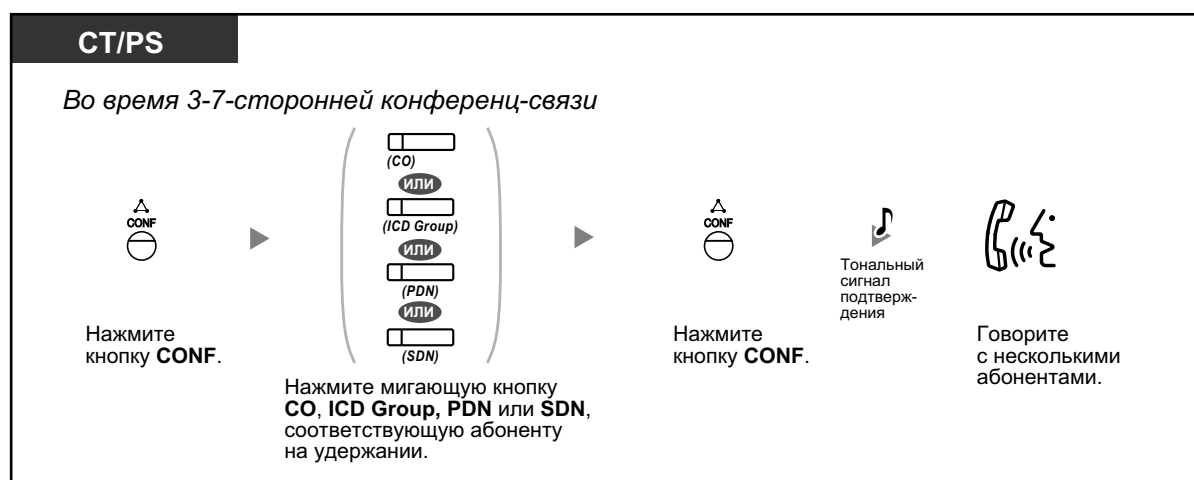 CT/PS
Во время 3-7-сторонней конференц-связи
CONF
Нажмите
кнопку CONF.
(CO)
ИЛИ
(ICD Group)
ИЛИ
(PDN)
ИЛИ
(SDN)
Нажмите мигающую кнопку
CO, ICD Group, PDN или SDN,
соответствующую абоненту
на удержании.
CONF
Нажмите
кнопку CONF.
Тональный
сигнал
подтверж-
дения
Говорите
с несколькими
абонентами.